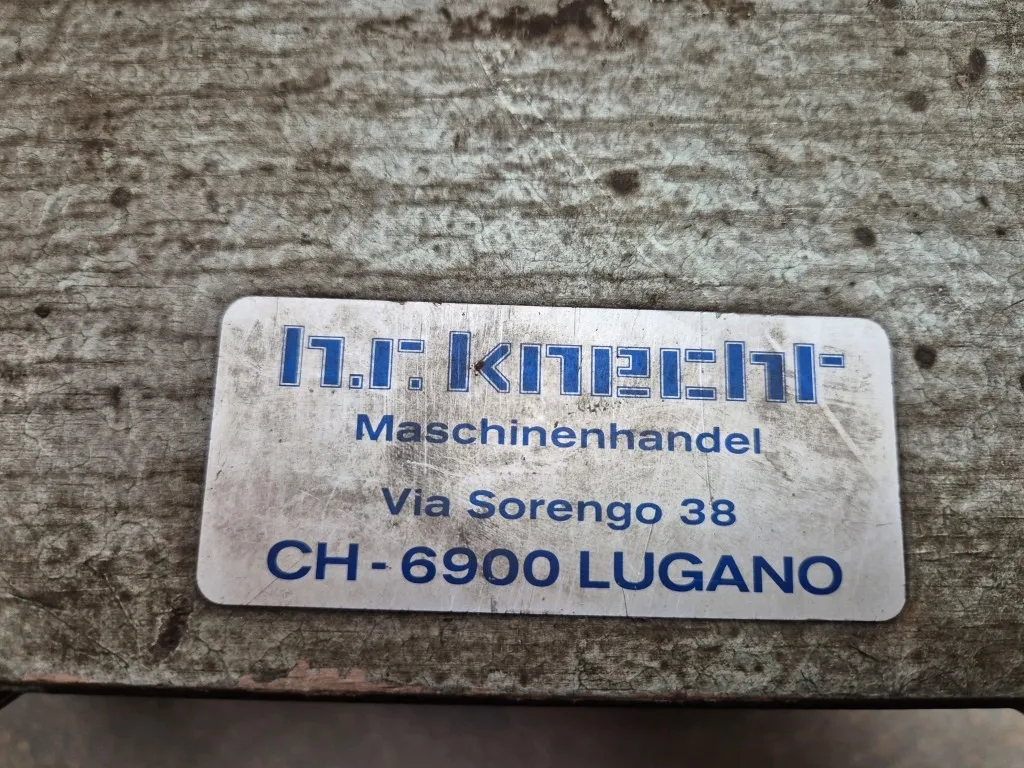 h.r. knecht
Maschinenhandel
Via Sorengo 38
CH - 6900 LUGANO